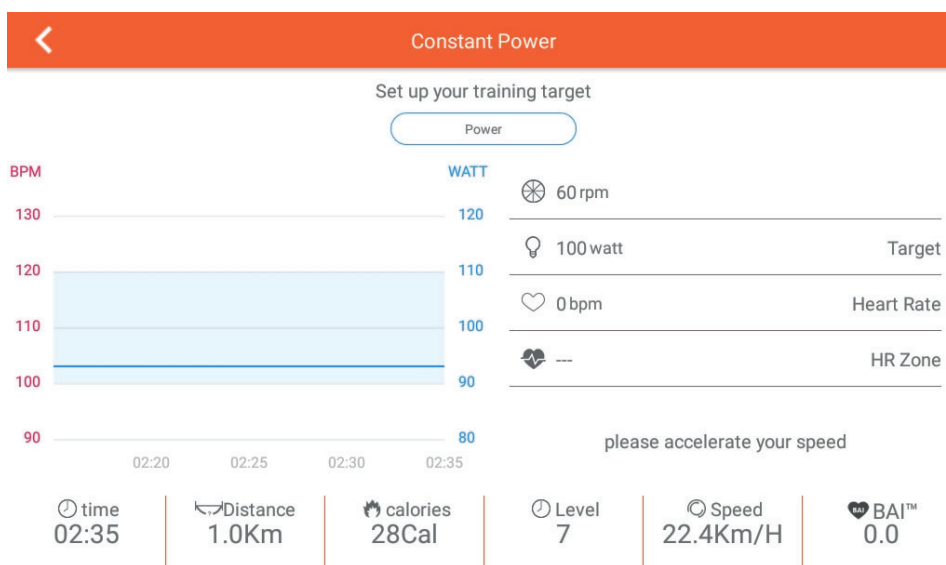 Constant Power
Set up your training target
Power
BPM
WATT
130
120
120
110
110
100
100
90
90
80
02:20 02:25 02:30 02:35
60 rpm
100 watt Target
0 bpm Heart Rate
--- HR Zone
please accelerate your speed
time
02:35
Distance
1.0Km
calories
28Cal
Level
7
Speed
22.4Km/H
BAI BAI™
0.0